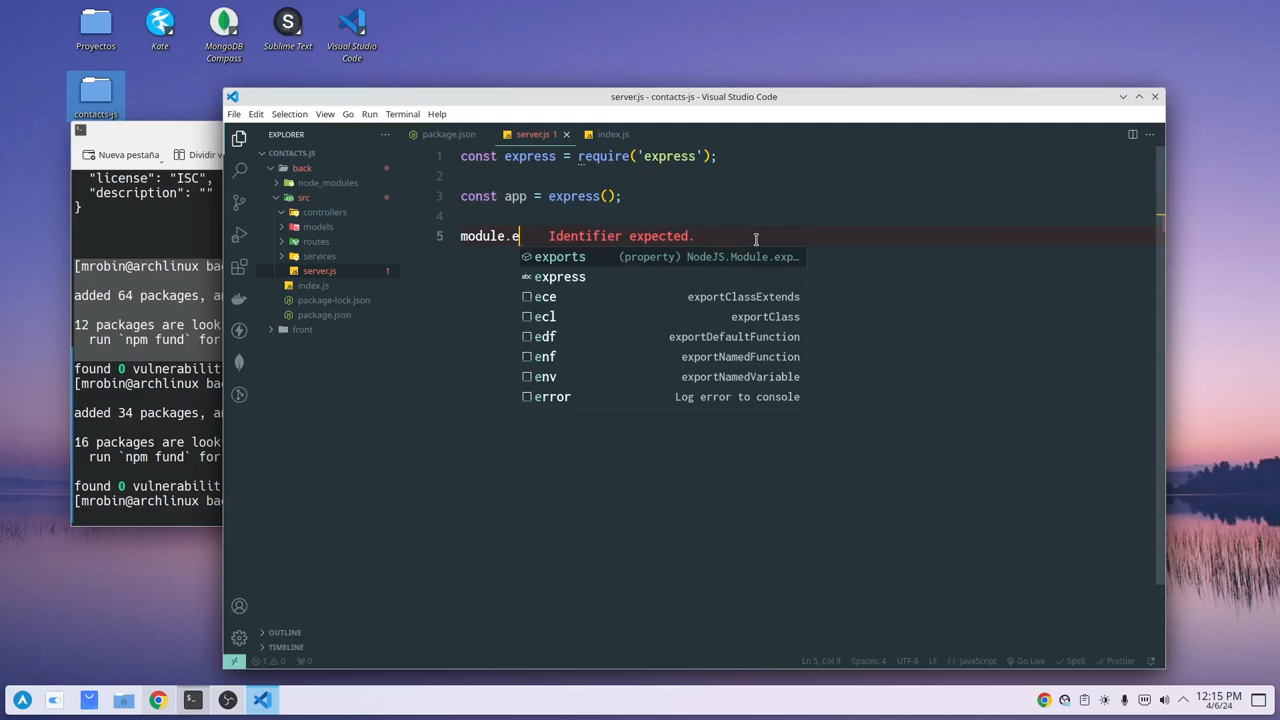 Proyectos
Kate
MongoDB
Compass
Sublime Text
Visual Studio
Code
contacts-js
server.js - contacts-js - Visual Studio Code
File Edit Selection View Go Run Terminal Help
Nueva pestaña
Dividir v
"license": "ISC",
"description": ""
}
[mrobin@archlinux bac
added 64 packages, an
12 packages are look
run `npm fund` for
found 0 vulnerabilit
[mrobin@archlinux bac
added 34 packages, an
16 packages are look
run `npm fund` for
found 0 vulnerabilit
[mrobin@archlinux bac
EXPLORER
CONTACTS-JS
back
node_modules
src
controllers
models
routes
services
server.js 1
index.js
package-lock.json
package.json
front
OUTLINE
TIMELINE
package.json
server.js 1
index.js
1 const express = require('express');
2
3 const app = express();
4
5 module.e Identifier expected.
exports (property) NodeJS.Module.exp…
abc express
ece exportClassExtends
ecl exportClass
edf exportDefaultFunction
enf exportNamedFunction
env exportNamedVariable
error Log error to console
1 0 0
Ln 5, Col 9 Spaces: 4 UTF-8 LF JavaScript Go Live Spell Prettier
12:15 PM
4/6/24